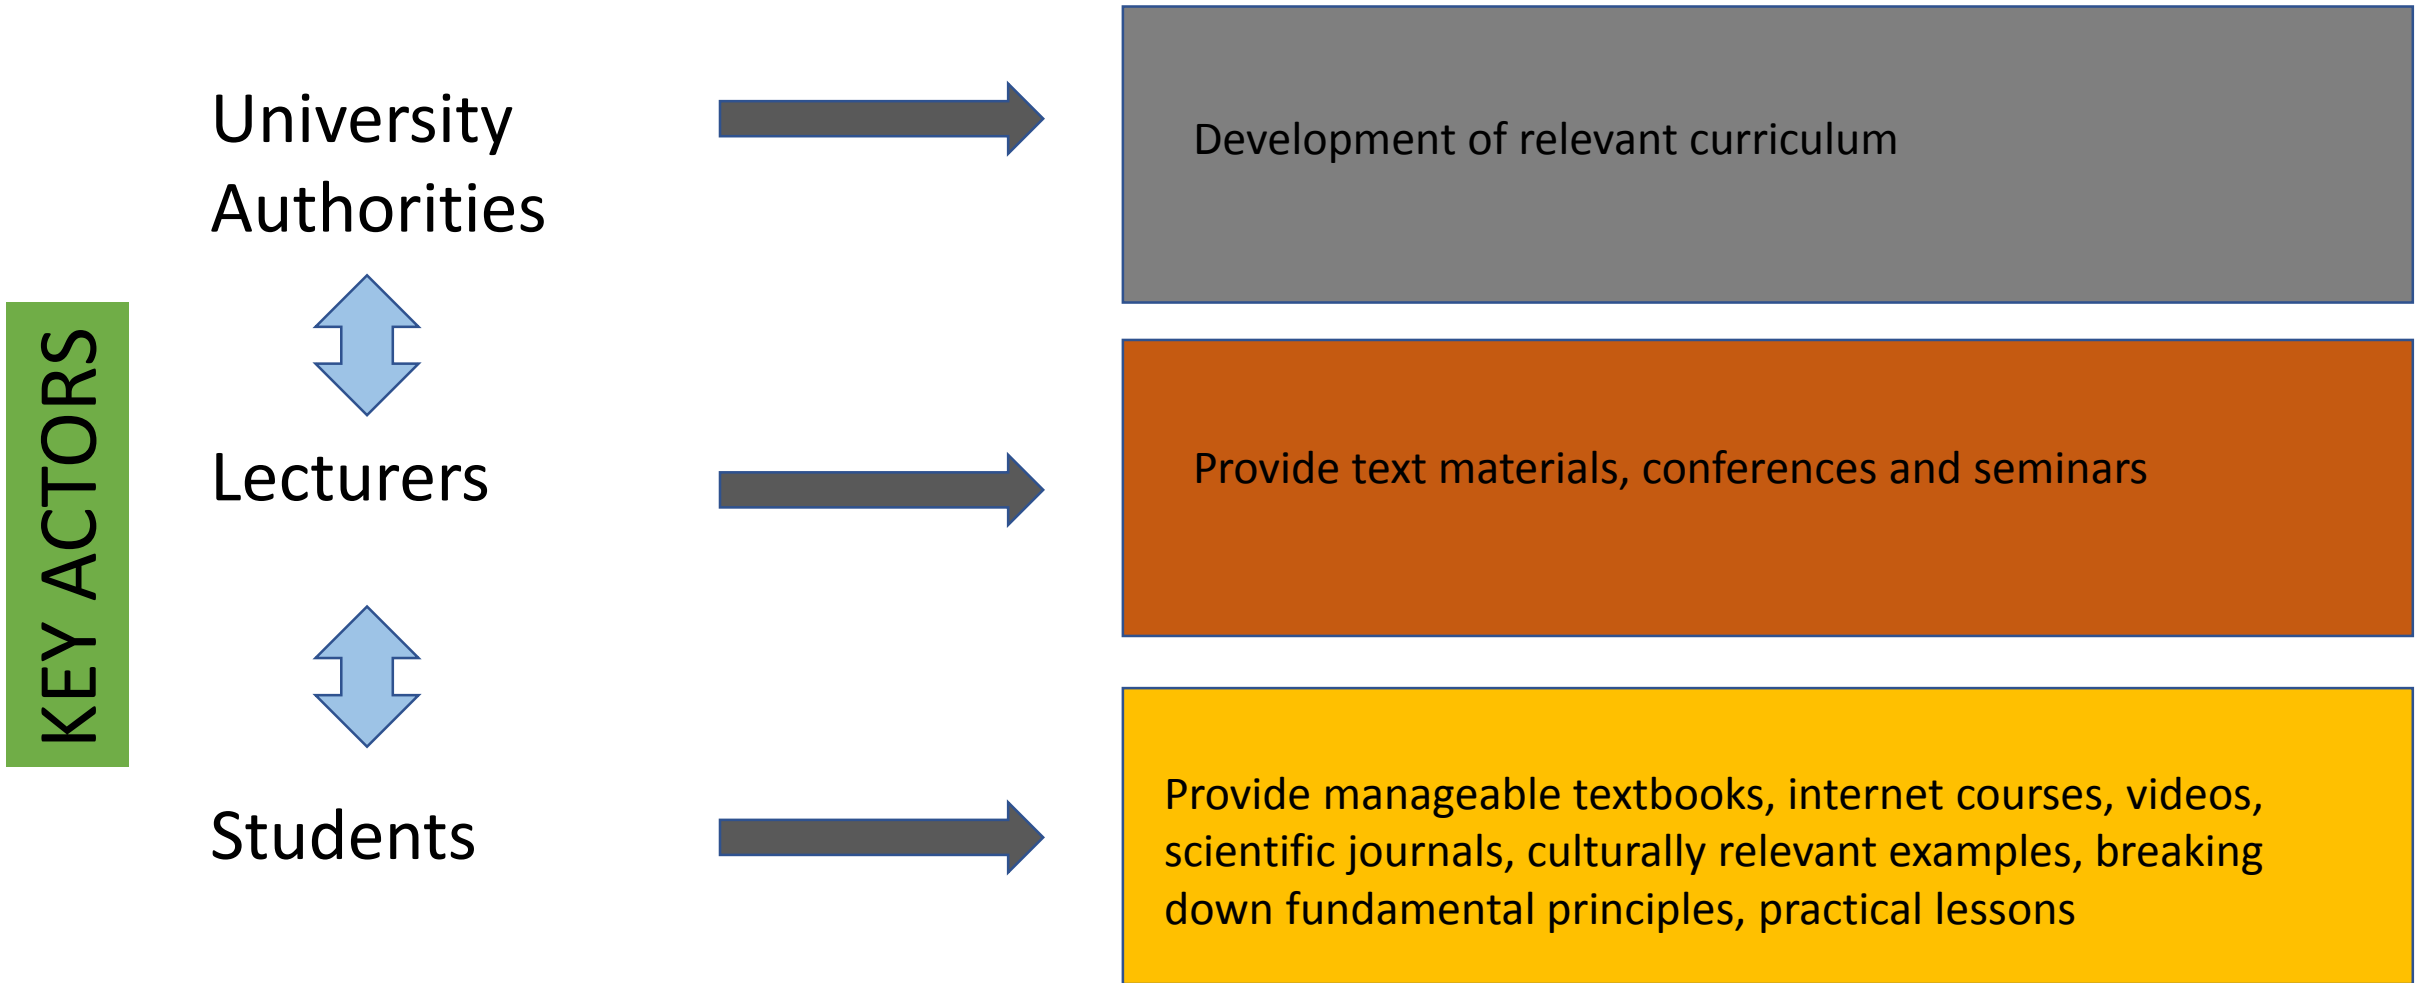 KEY ACTORS
University
Authorities
Development of relevant curriculum
Lecturers
Provide text materials, conferences and seminars
Students
Provide manageable textbooks, internet courses, videos,
scientific journals, culturally relevant examples, breaking
down fundamental principles, practical lessons